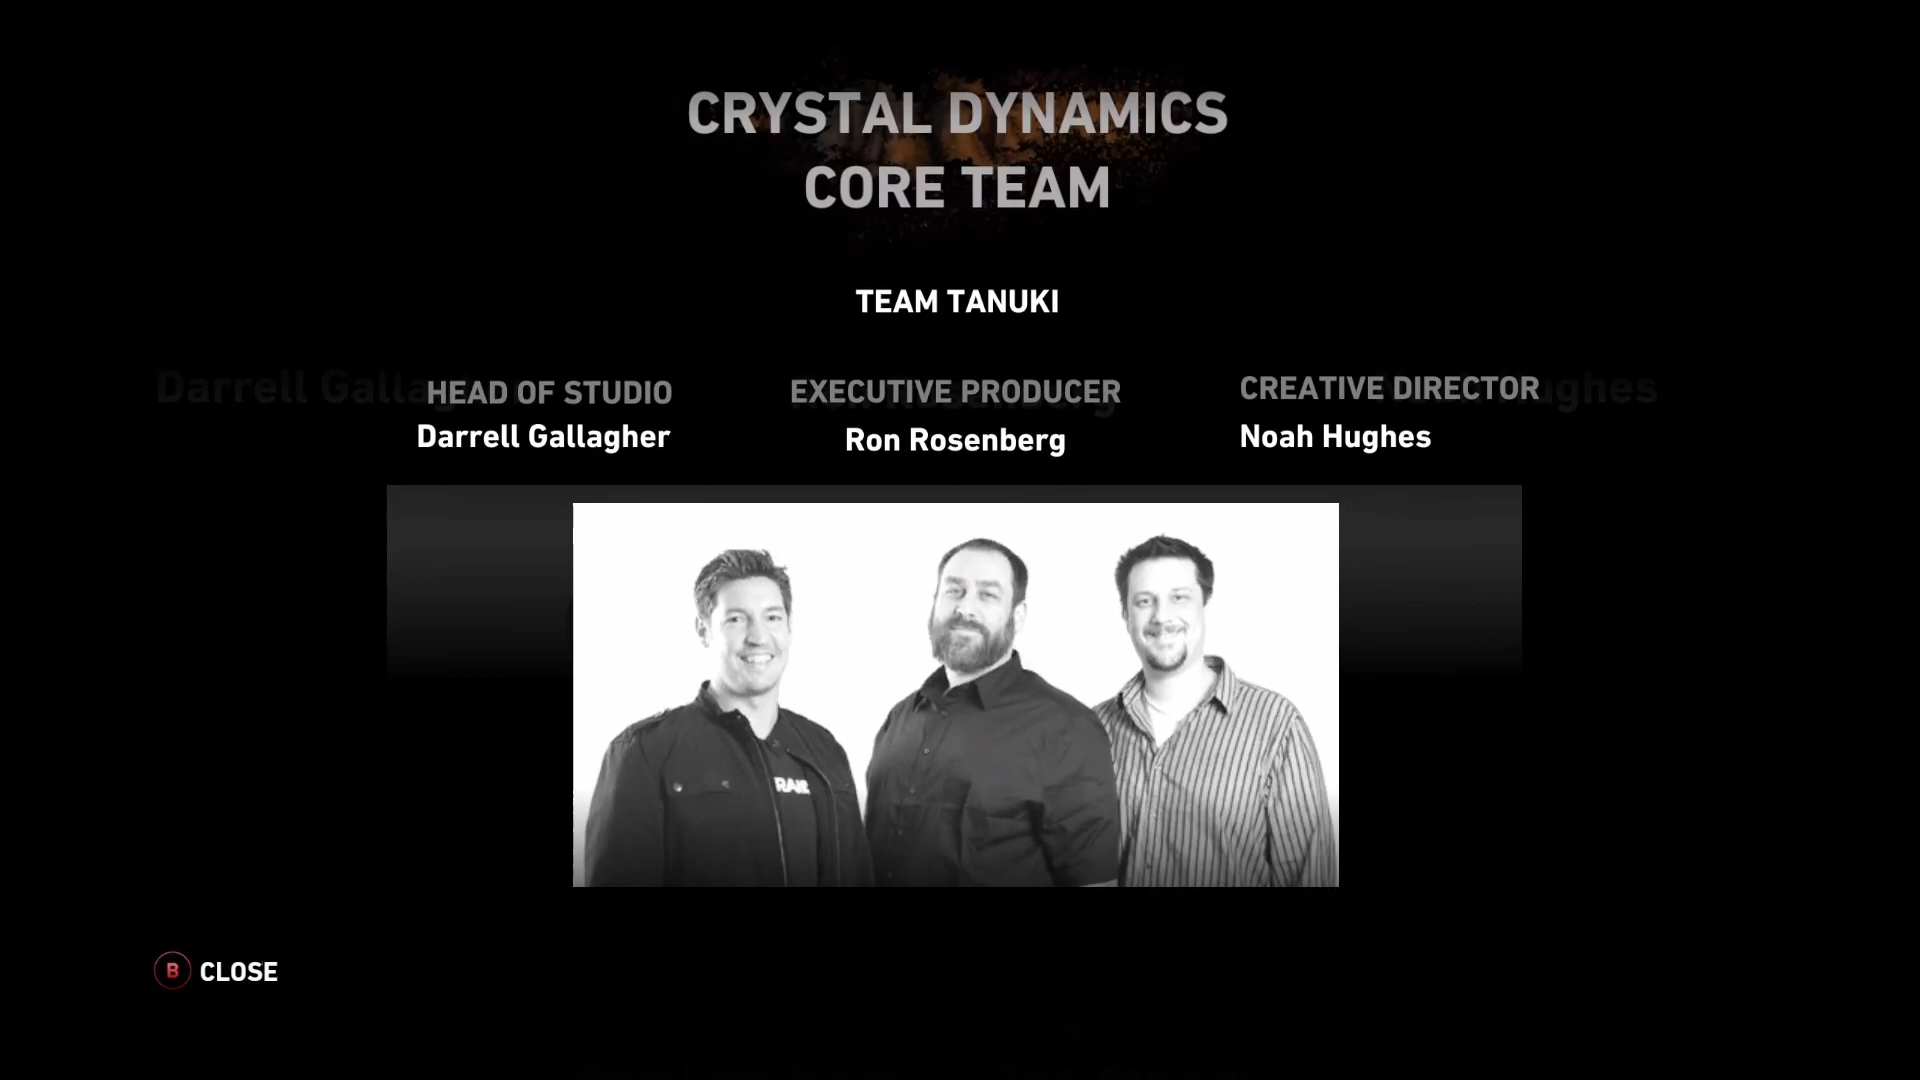 CRYSTAL DYNAMICS
CORE TEAM
TEAM TANUKI
HEAD OF STUDIO
Darrell Gallagher
EXECUTIVE PRODUCER
Ron Rosenberg
CREATIVE DIRECTOR
Noah Hughes
RAID
B CLOSE